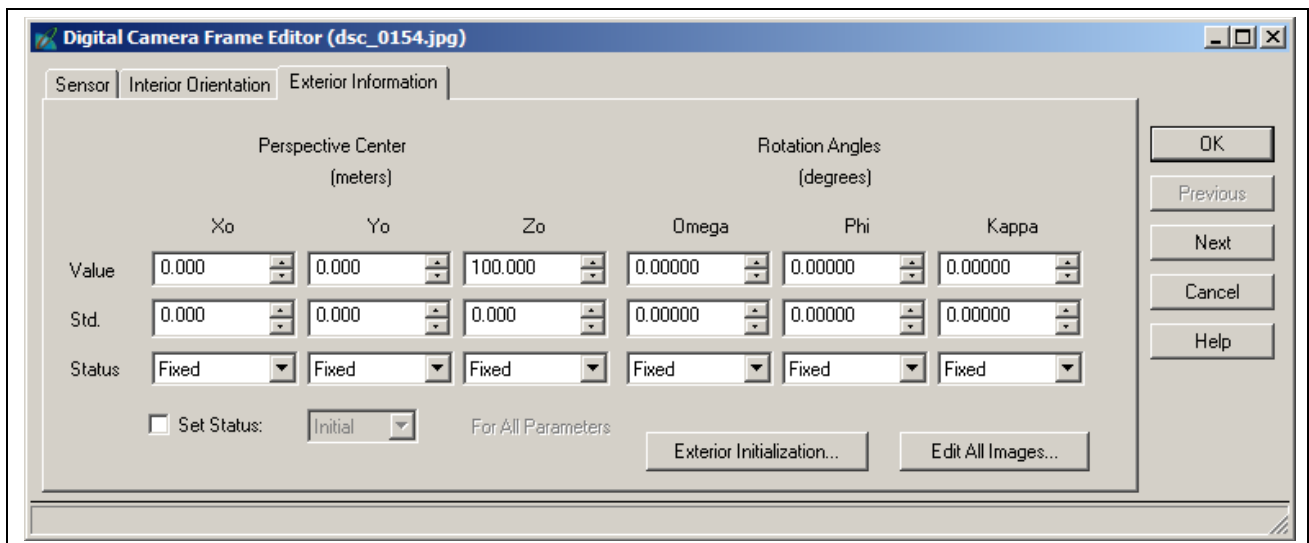 Digital Camera Frame Editor (dsc_0154.jpg)
Sensor Interior Orientation Exterior Information
Perspective Center Rotation Angles
(meters) (degrees)
Xo Yo Zo Omega Phi Kappa
Value 0.000 0.000 100.000 0.00000 0.00000 0.00000
Std. 0.000 0.000 0.000 0.00000 0.00000 0.00000
Status Fixed Fixed Fixed Fixed Fixed Fixed
Set Status: Initial For All Parameters
Exterior Initialization... Edit All Images...
OK
Previous
Next
Cancel
Help